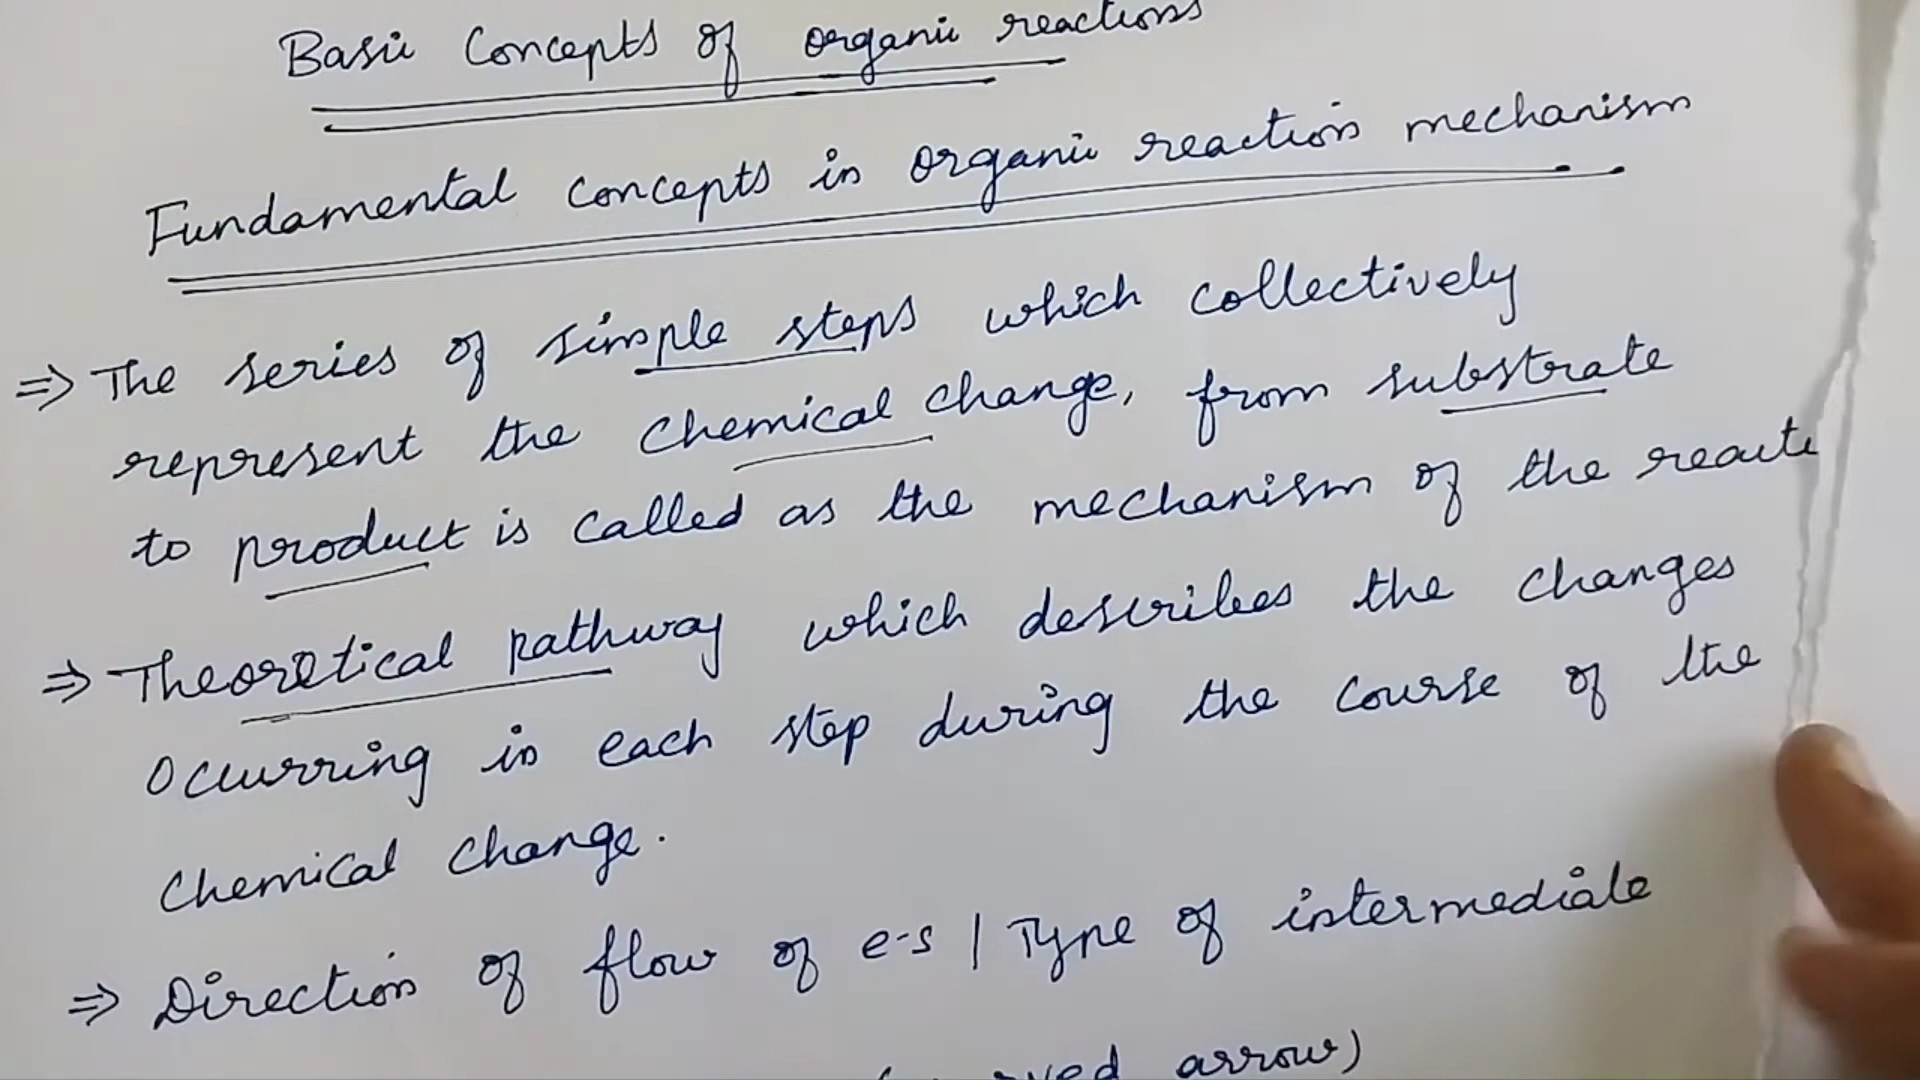 Basic Concepts of organic reactions
Fundamental concepts in organic reaction mechanism
⇒ The series of simple steps which collectively
represent the chemical change, from substrate
to product is called as the mechanism of the
⇒ Theoretical pathway which describes the changes
Occurring in each step during the course of the
Chemical change.
⇒ Direction of flow of e-s | Type of intermediate
arrow)